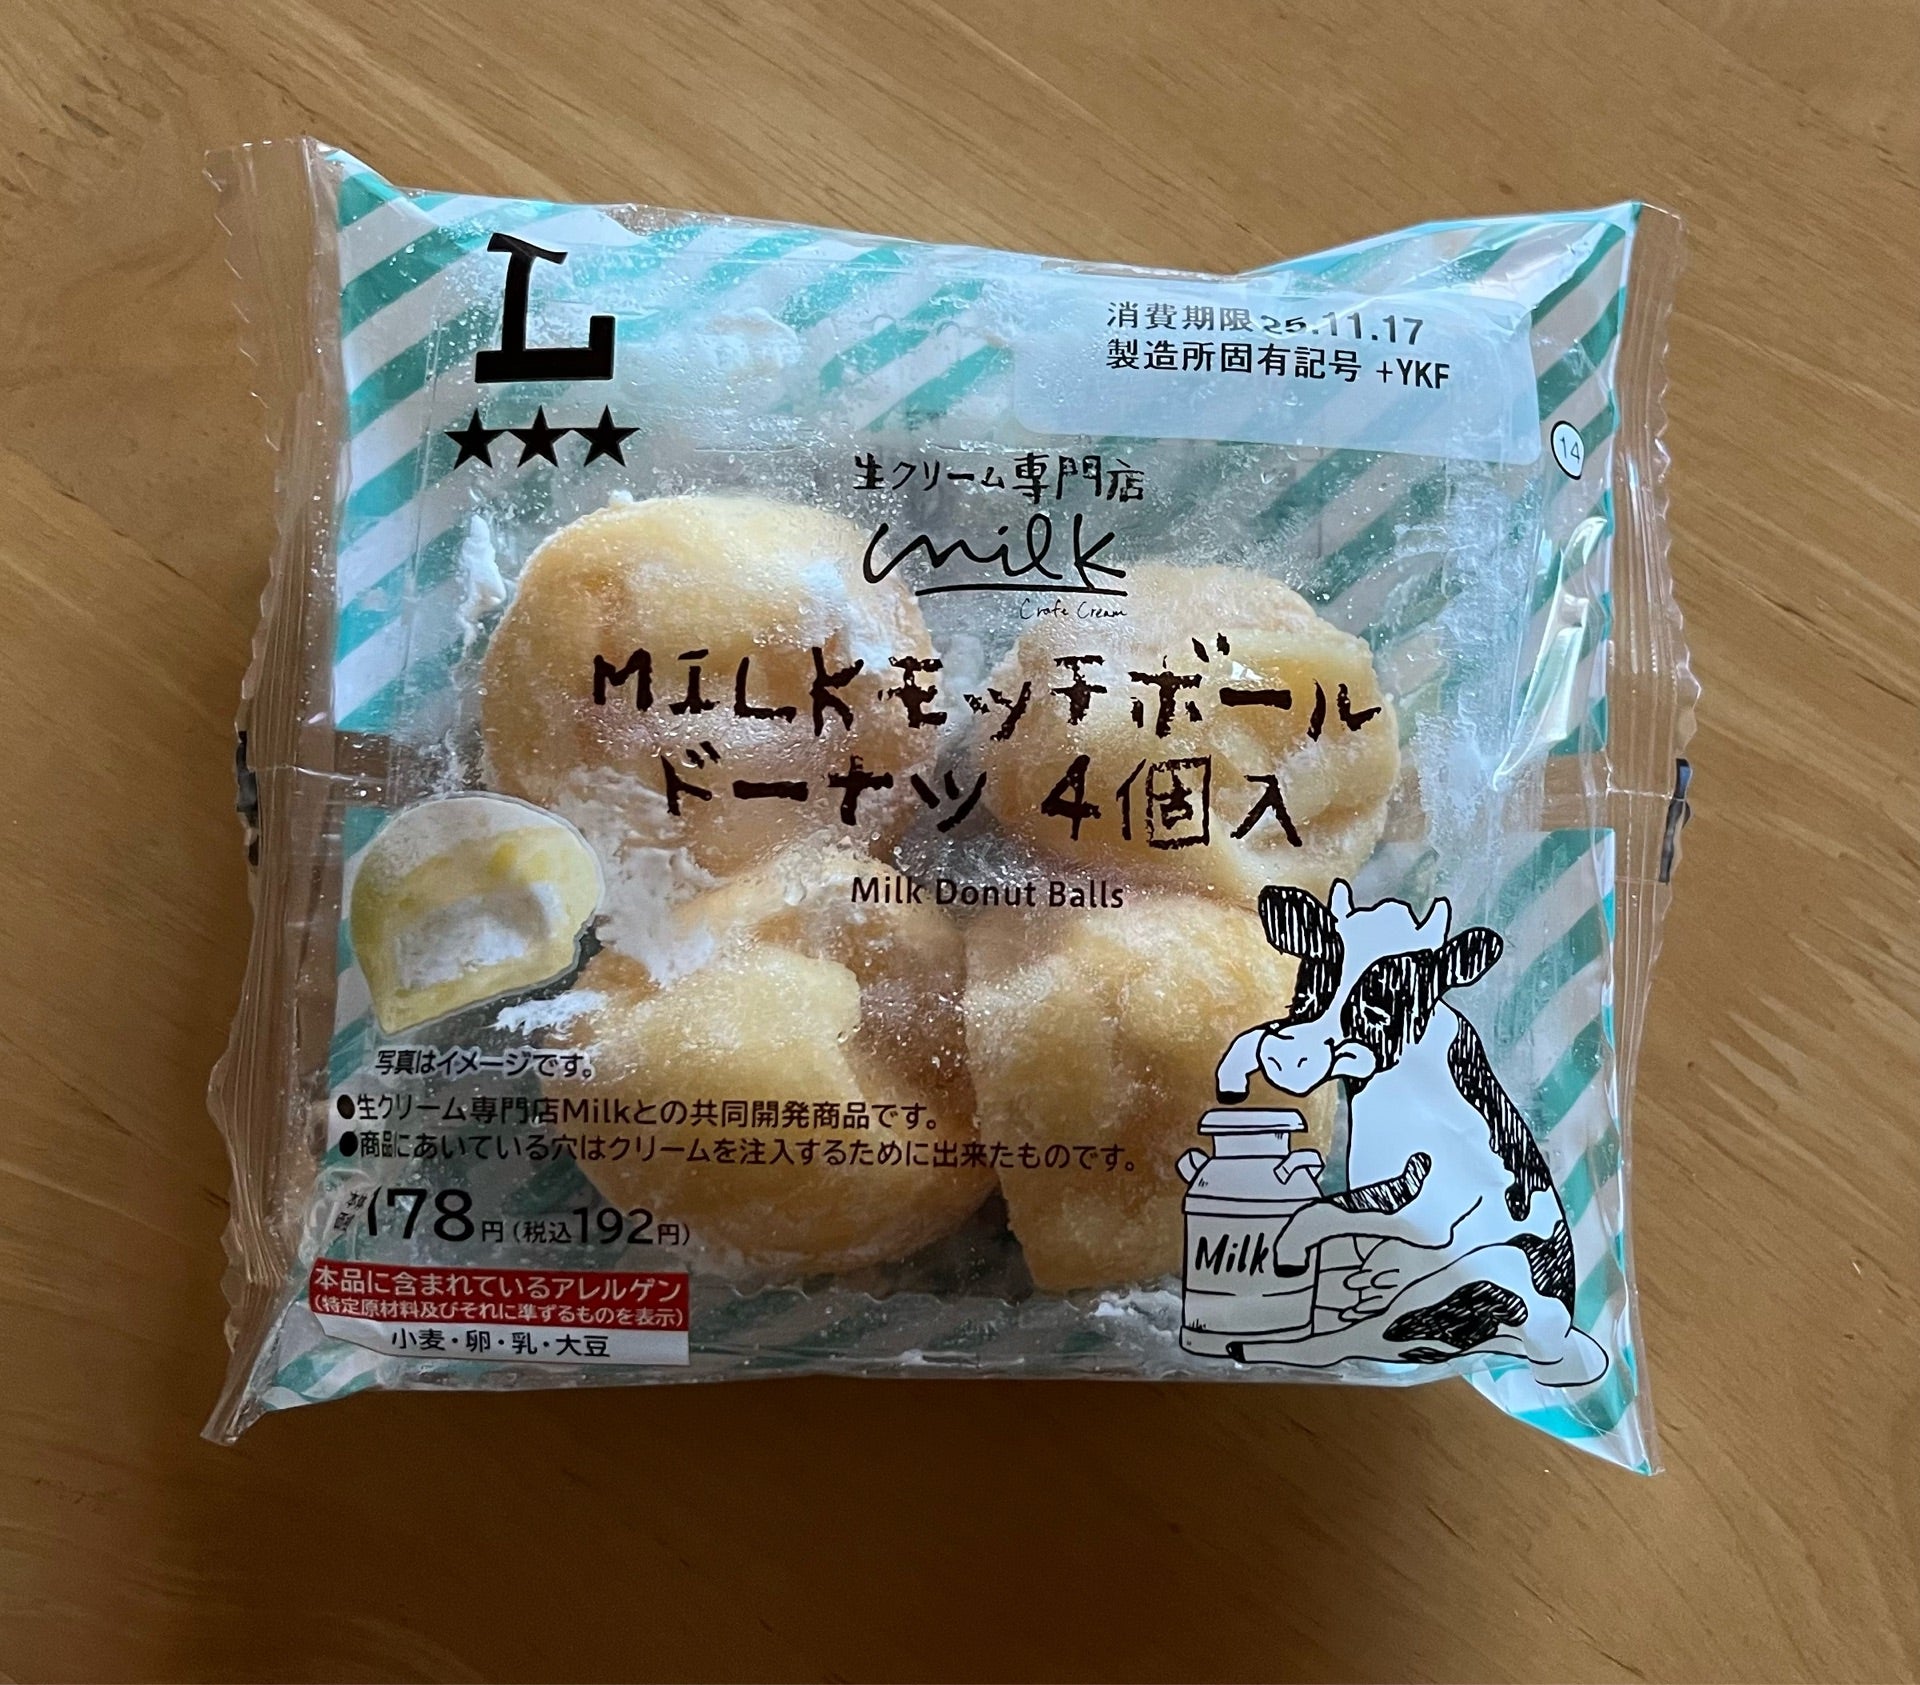 L
★★★
消費期限 25.11.17
製造所固有記号 +YKF
14
生クリーム専門店
milk
Craft Cream
MILKモッチボール
ドーナツ 4個入
Milk Donut Balls
写真はイメージです。
●生クリーム専門店Milkとの共同開発商品です。
●商品にあいている穴はクリームを注入するために出来たものです。
178円(税込192円)
本品に含まれているアレルゲン
(特定原材料及びそれに準ずるものを表示)
小麦・卵・乳・大豆
Milk